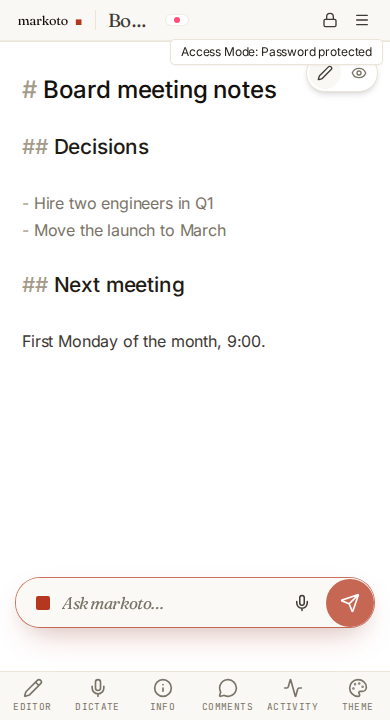 markoto
Bo...
Access Mode: Password protected
# Board meeting notes
## Decisions
- Hire two engineers in Q1
- Move the launch to March
## Next meeting
First Monday of the month, 9:00.
Ask markoto...
EDITOR DICTATE INFO COMMENTS ACTIVITY THEME